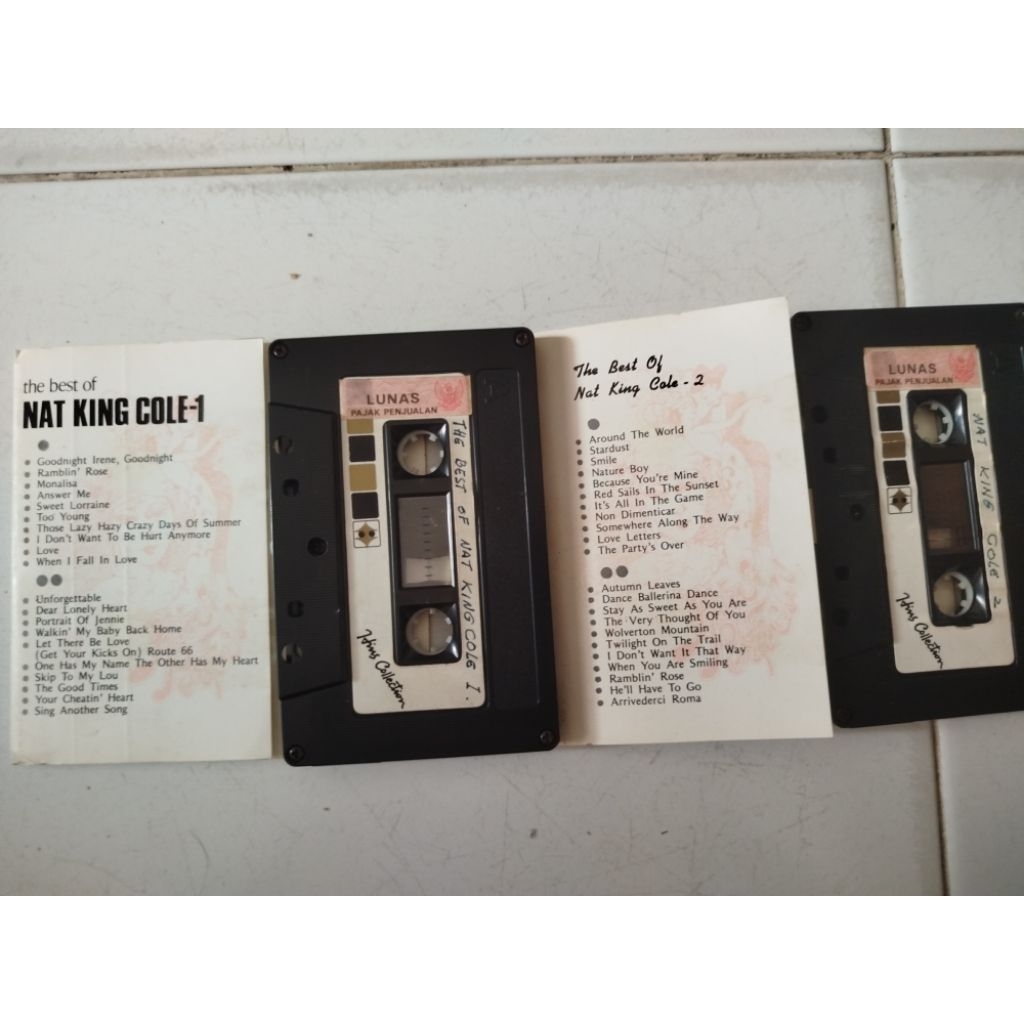 the best of
NAT KING COLE-1
Goodnight Irene, Goodnight
Ramblin' Rose
Monalisa
Answer Me
Sweet Lorraine
Too Young
Those Lazy Hazy Crazy Days Of Summer
I Don't Want To Be Hurt Anymore
Love
When I Fall In Love
Unforgettable
Dear Lonely Heart
Portrait Of Jennie
Walkin' My Baby Back Home
Let There Be Love
(Get Your Kicks On) Route 66
One Has My Name The Other Has My Heart
Skip To My Lou
The Good Times
Your Cheatin' Heart
Sing Another Song
LUNAS
PAJAK PENJUALAN
THE BEST OF NAT KING COLE I.
Hins Collection
The Best Of
Nat King Cole - 2
Around The World
Stardust
Smile
Nature Boy
Because You're Mine
Red Sails In The Sunset
It's All In The Game
Non Dimenticar
Somewhere Along The Way
Love Letters
The Party's Over
Autumn Leaves
Dance Ballerina Dance
Stay As Sweet As You Are
The Very Thought Of You
Wolverton Mountain
Twilight On The Trail
I Don't Want It That Way
When You Are Smiling
Ramblin' Rose
He'll Have To Go
Arrivederci Roma
LUNAS
PAJAK PENJUALAN
NAT KING COLE 2
Hins Collection